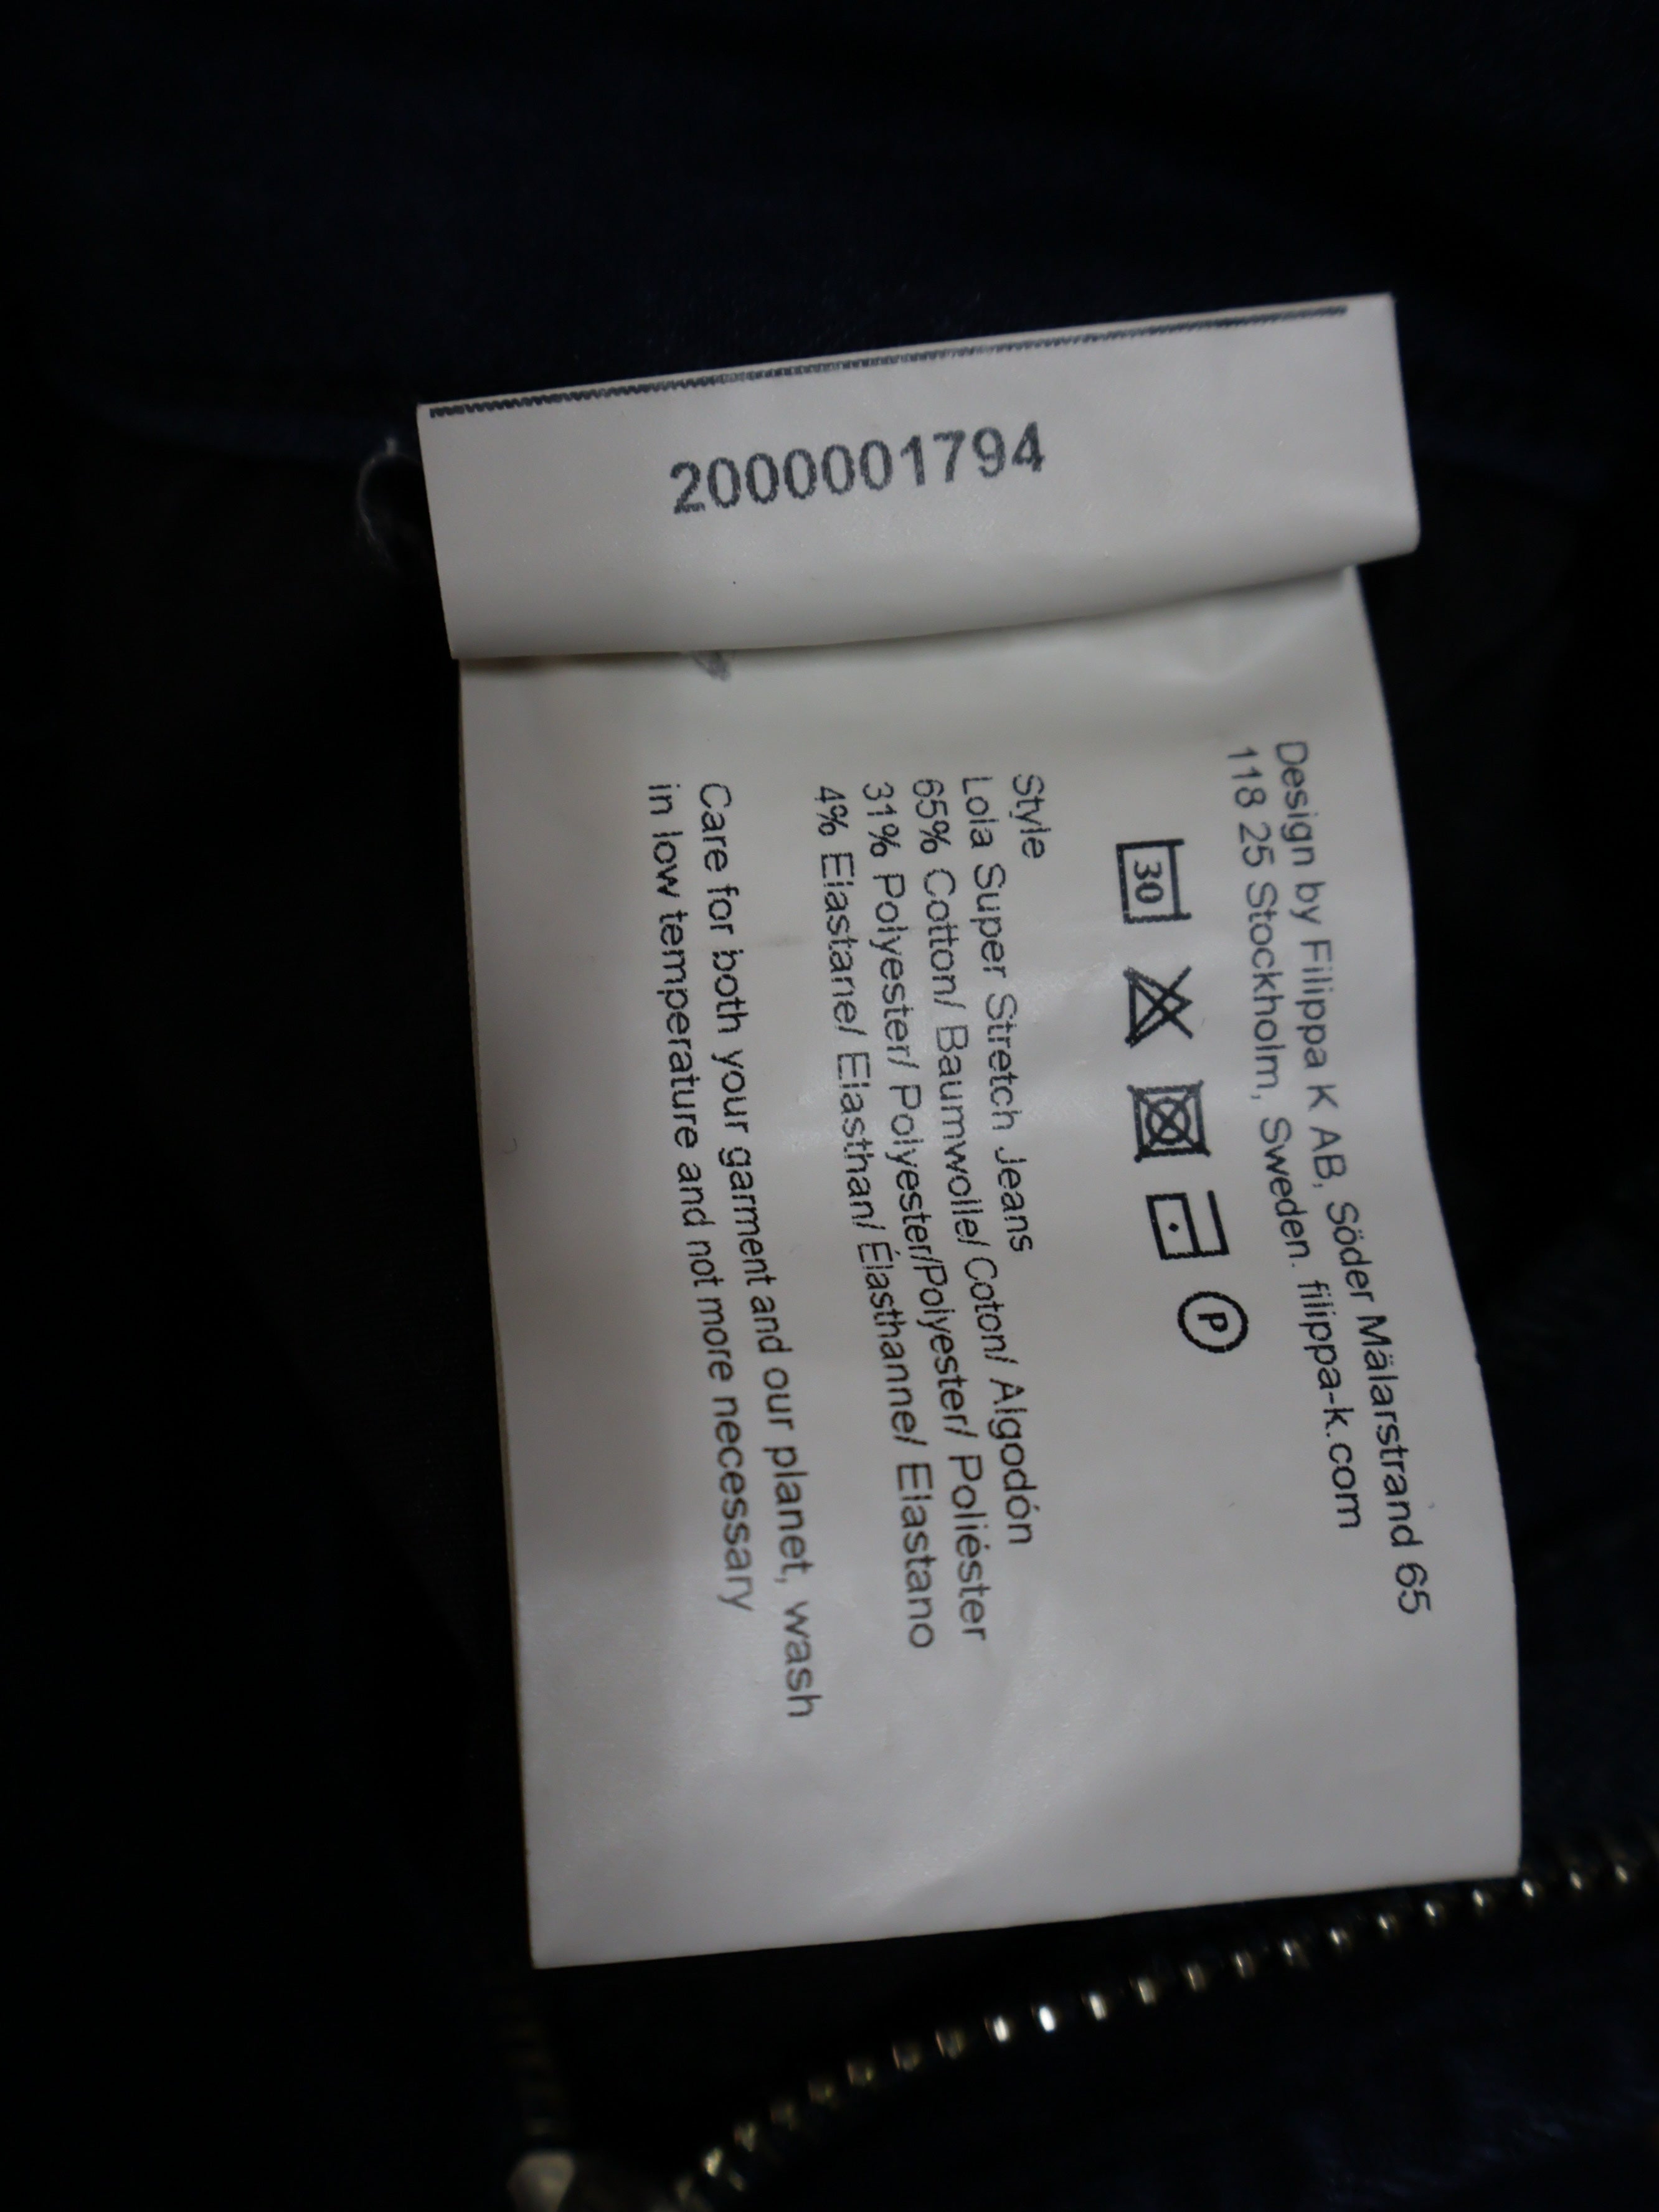 2000001794
Design by Filippa K AB, Söder Mälarstrand 65
118 25 Stockholm, Sweden. filippa-k.com
30
P
Style
Lola Super Stretch Jeans
65% Cotton/ Baumwolle/ Coton/ Algodón
31% Polyester/ Polyester/Polyester/ Poliéster
4% Elastane/ Elasthan/ Élasthanne/ Elastano
Care for both your garment and our planet, wash
in low temperature and not more necessary